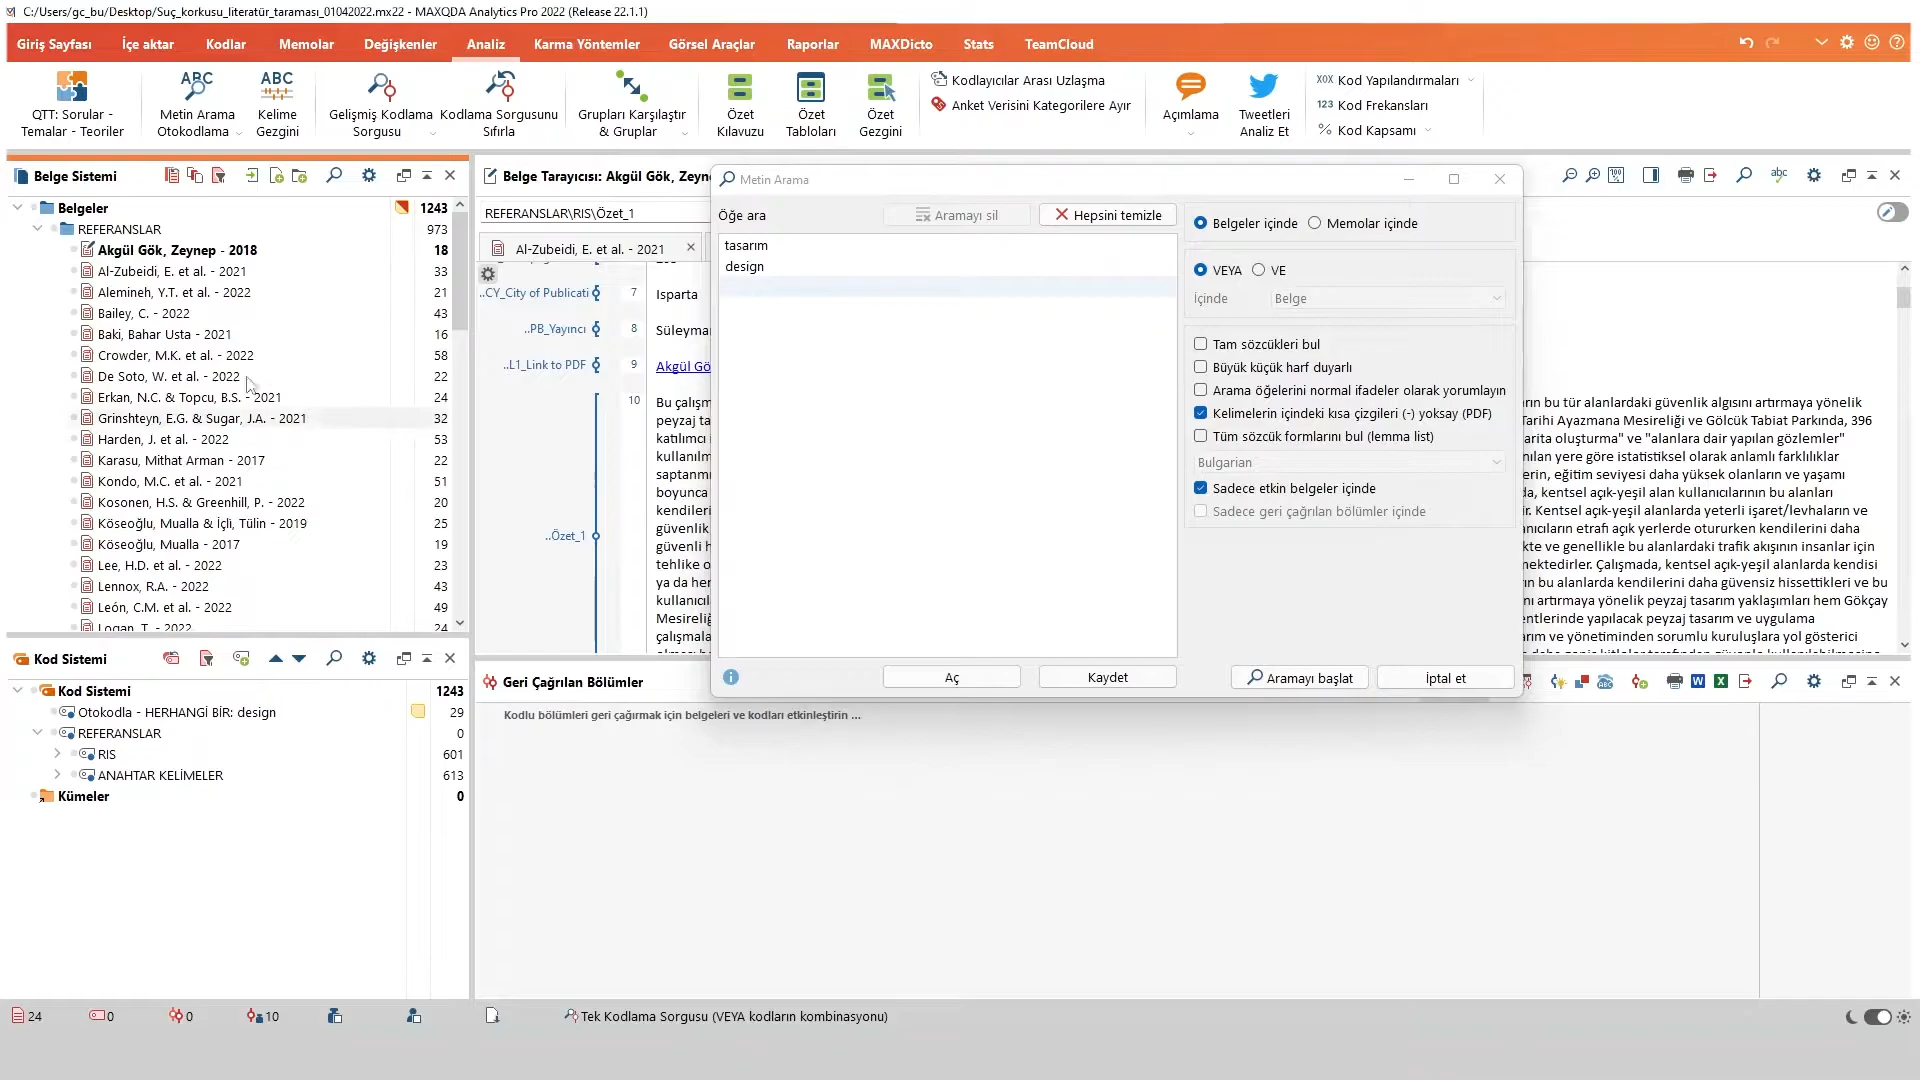 C:/Users/gc_bu/Desktop/Suç_korkusu_literatür_taraması_01042022.mx22 - MAXQDA Analytics Pro 2022 (Release 22.1.1)
Giriş Sayfası İçe aktar Kodlar Memolar Değişkenler Analiz Karma Yöntemler Görsel Araçlar Raporlar MAXDicto Stats TeamCloud
QTT: Sorular - Temalar - Teoriler
ABC
Metin Arama Otokodlama
ABC
Kelime Gezgini
Gelişmiş Kodlama Sorgusu
Kodlama Sorgusunu Sıfırla
Grupları Karşılaştır & Gruplar
Özet Kılavuzu
Özet Tabloları
Özet Gezgini
Kodlayıcılar Arası Uzlaşma
Anket Verisini Kategorilere Ayır
Açımlama
Tweetleri Analiz Et
XOX Kod Yapılandırmaları
123 Kod Frekansları
% Kod Kapsamı
Belge Sistemi
Belgeler 1243
REFERANSLAR 973
Akgül Gök, Zeynep - 2018 18
Al-Zubeidi, E. et al. - 2021 33
Alemineh, Y.T. et al. - 2022 21
Bailey, C. - 2022 43
Baki, Bahar Usta - 2021 16
Crowder, M.K. et al. - 2022 58
De Soto, W. et al. - 2022 22
Erkan, N.C. & Topcu, B.S. - 2021 24
Grinshteyn, E.G. & Sugar, J.A. - 2021 32
Harden, J. et al. - 2022 53
Karasu, Mithat Arman - 2017 22
Kondo, M.C. et al. - 2021 51
Kosonen, H.S. & Greenhill, P. - 2022 20
Köseoğlu, Mualla & İçli, Tülin - 2019 25
Köseoğlu, Mualla - 2017 19
Lee, H.D. et al. - 2022 23
Lennox, R.A. - 2022 43
León, C.M. et al. - 2022 49
Logan, T. - 2022 24
Kod Sistemi
Kod Sistemi 1243
Otokodla - HERHANGİ BİR: design 29
REFERANSLAR 0
RIS 601
ANAHTAR KELİMELER 613
Kümeler 0
Belge Tarayıcısı: Akgül Gök, Zeyn
REFERANSLAR\RIS\Özet_1
Al-Zubeidi, E. et al. - 2021
..CY_City of Publicati 7 Isparta
..PB_Yayıncı 8 Süleyma
..L1_Link to PDF 9 Akgül Gö
10 Bu çalışm
peyzaj ta
katılımcı
kullanılm
saptanm
boyunca
kendileri
..Özet_1 güvenlik
güvenli h
tehlike o
ya da her
kullanıcıl
Mesireliğ
çalışmala
Metin Arama
Öğe ara
Aramayı sil
Hepsini temizle
tasarım
design
Belgeler içinde
Memolar içinde
VEYA
VE
İçinde
Belge
Tam sözcükleri bul
Büyük küçük harf duyarlı
Arama öğelerini normal ifadeler olarak yorumlayın
Kelimelerin içindeki kısa çizgileri (-) yoksay (PDF)
Tüm sözcük formlarını bul (lemma list)
Bulgarian
Sadece etkin belgeler içinde
Sadece geri çağrılan bölümler içinde
Aç
Kaydet
Aramayı başlat
İptal et
rın bu tür alanlardaki güvenlik algısını artırmaya yönelik
Tarihi Ayazmana Mesireliği ve Gölcük Tabiat Parkında, 396
arita oluşturma" ve "alanlara dair yapılan gözlemler"
nılan yere göre istatistiksel olarak anlamlı farklılıklar
erin, eğitim seviyesi daha yüksek olanların ve yaşamı
da, kentsel açık-yeşil alan kullanıcılarının bu alanları
ir. Kentsel açık-yeşil alanlarda yeterli işaret/levhaların ve
anıcıların etrafı açık yerlerde otururken kendilerini daha
kte ve genellikle bu alanlardaki trafik akışının insanlar için
mektedirler. Çalışmada, kentsel açık-yeşil alanlarda kendisi
ın bu alanlarda kendilerini daha güvensiz hissettikleri ve bu
nı artırmaya yönelik peyzaj tasarım yaklaşımları hem Gökçay
entlerinde yapılacak peyzaj tasarım ve uygulama
arım ve yönetiminden sorumlu kuruluşlara yol gösterici
Geri Çağrılan Bölümler
Kodlu bölümleri geri çağırmak için belgeleri ve kodları etkinleştirin ...
24 0 0 10
Tek Kodlama Sorgusu (VEYA kodların kombinasyonu)